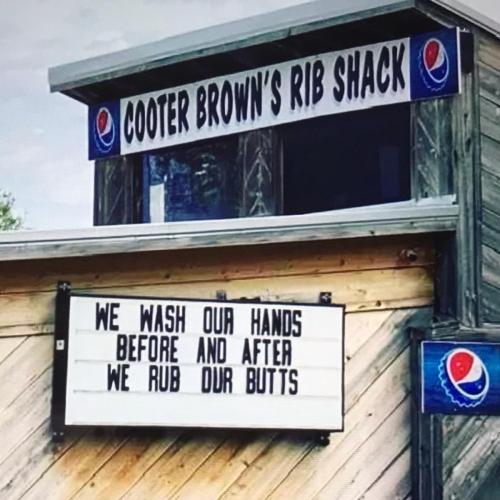 COOTER BROWN'S RIB SHACK
WE WASH OUR HANDS
BEFORE AND AFTER
WE RUB OUR BUTTS